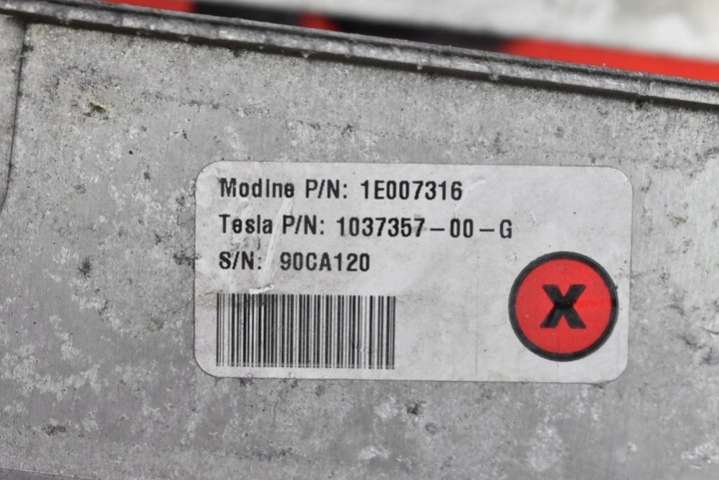 Modine P/N: 1E007316
Tesla P/N: 1037357-00-G
S/N: 90CA120
X